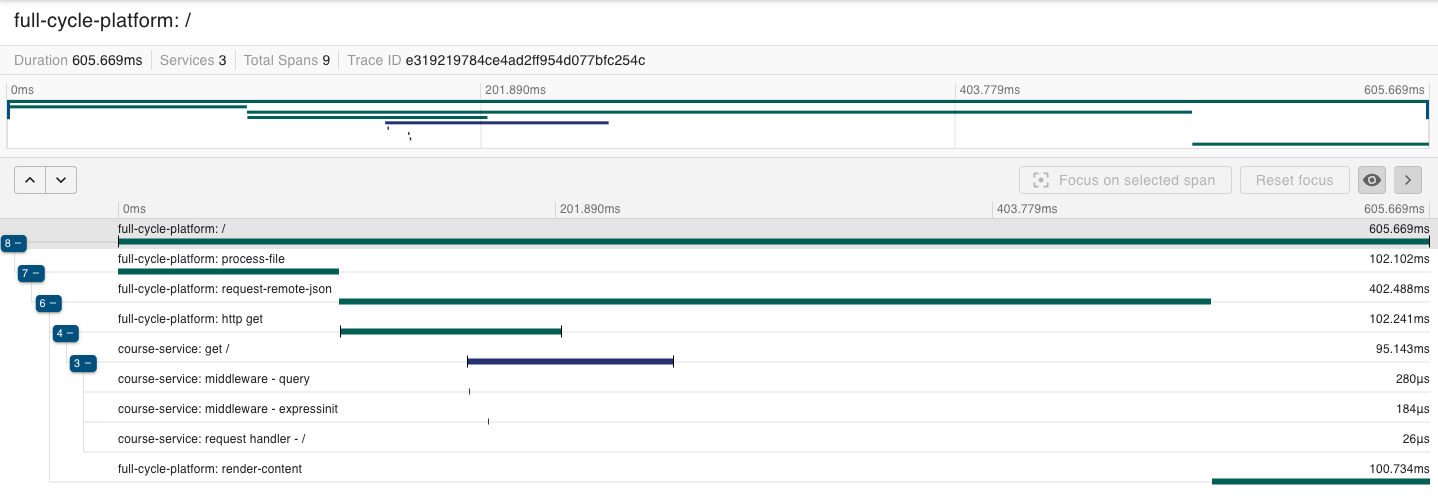 full-cycle-platform: /
Duration 605.669ms Services 3 Total Spans 9 Trace ID e319219784ce4ad2ff954d077bfc254c
0ms 201.890ms 403.779ms 605.669ms
Focus on selected span Reset focus
0ms 201.890ms 403.779ms 605.669ms
full-cycle-platform: / 605.669ms
8 −
full-cycle-platform: process-file 102.102ms
7 −
full-cycle-platform: request-remote-json 402.488ms
6 −
full-cycle-platform: http get 102.241ms
4 −
course-service: get / 95.143ms
3 −
course-service: middleware - query 280μs
course-service: middleware - expressinit 184μs
course-service: request handler - / 26μs
full-cycle-platform: render-content 100.734ms